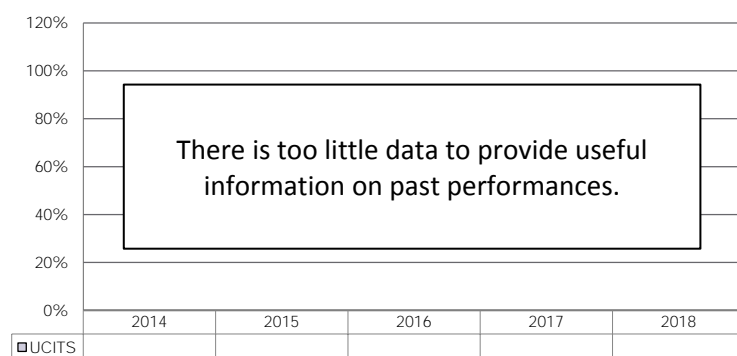 120%
100%
80%
60%
40%
20%
0%
There is too little data to provide useful
information on past performances.
2014 2015 2016 2017 2018
UCITS